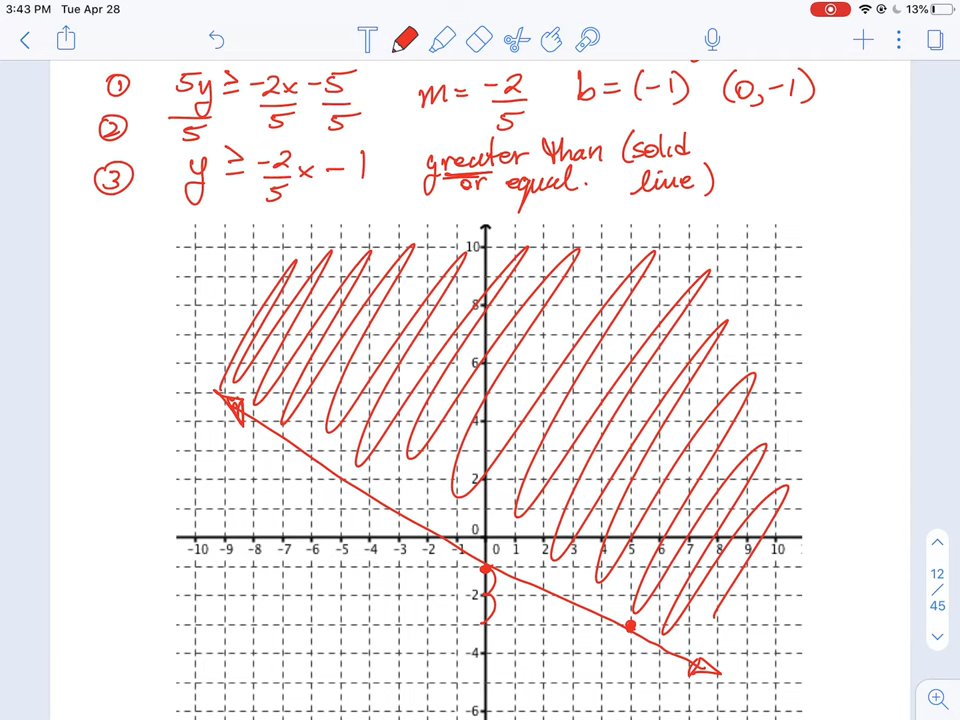 3:43 PM Tue Apr 28 13%
T
① 5y ≥ -2x - 5 m = -2 b = (-1) (0, -1)
② 5 5 5 5
③ y ≥ -2/5 x - 1 greater than (solid
or equal. line)
10
8
6
4
2
0
-10 -9 -8 -7 -6 -5 -4 -3 -2 -1 0 1 2 3 4 5 6 7 8 9 10
2
-4
-6
12
/
45